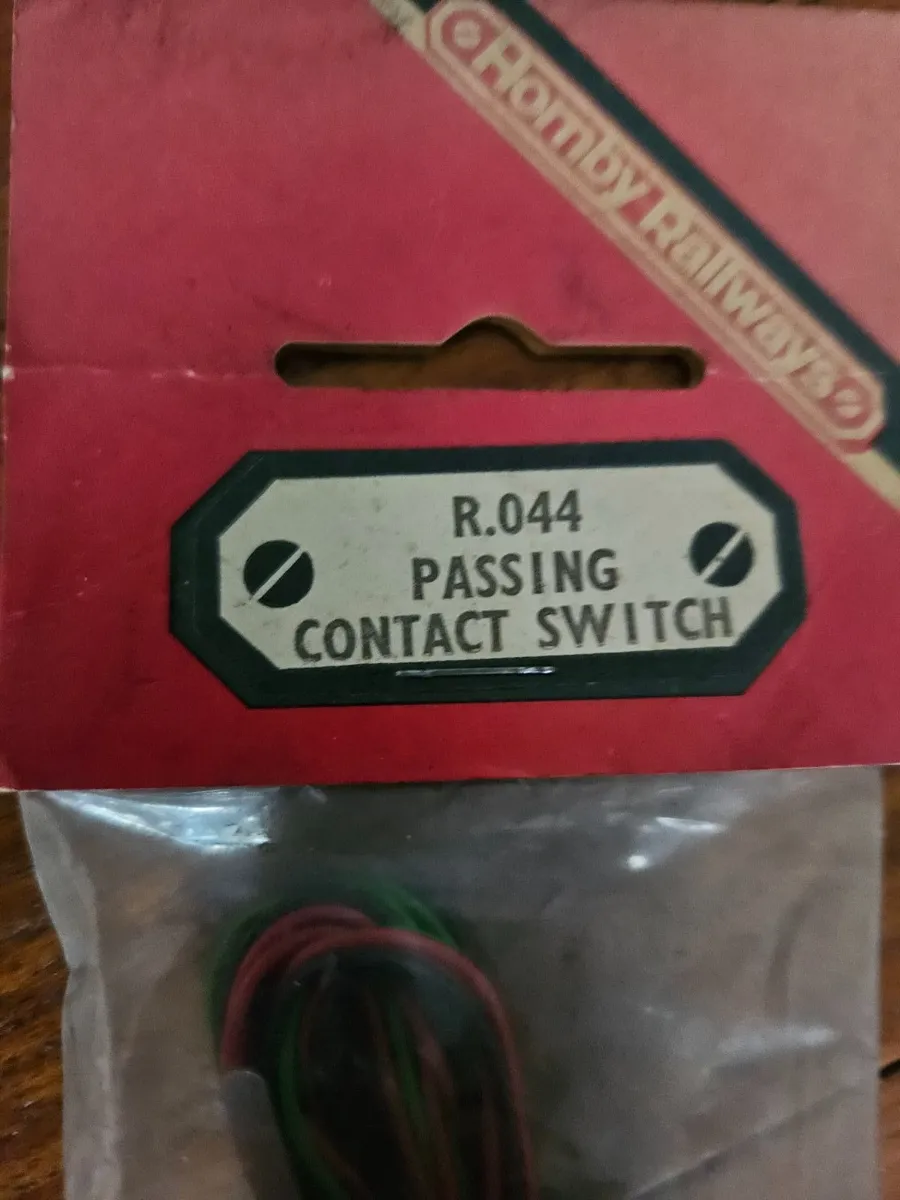 Hornby Railways
R.044
PASSING
CONTACT SWITCH